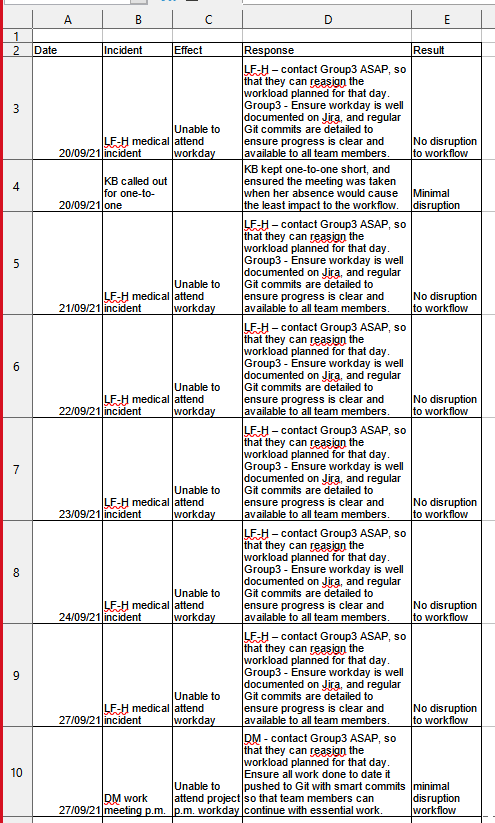 A B C D E
1
2 Date Incident Effect Response Result
3
20/09/21
LF-H medical
incident
Unable to
attend
workday
LF-H – contact Group3 ASAP, so
that they can reasign the
workload planned for that day.
Group3 - Ensure workday is well
documented on Jira, and regular
Git commits are detailed to
ensure progress is clear and
available to all team members.
No disruption
to workflow
4
20/09/21
KB called out
for one-to-
one
KB kept one-to-one short, and
ensured the meeting was taken
when her absence would cause
the least impact to the workflow.
Minimal
disruption
5
21/09/21
LF-H medical
incident
Unable to
attend
workday
LF-H – contact Group3 ASAP, so
that they can reasign the
workload planned for that day.
Group3 - Ensure workday is well
documented on Jira, and regular
Git commits are detailed to
ensure progress is clear and
available to all team members.
No disruption
to workflow
6
22/09/21
LF-H medical
incident
Unable to
attend
workday
LF-H – contact Group3 ASAP, so
that they can reasign the
workload planned for that day.
Group3 - Ensure workday is well
documented on Jira, and regular
Git commits are detailed to
ensure progress is clear and
available to all team members.
No disruption
to workflow
7
23/09/21
LF-H medical
incident
Unable to
attend
workday
LF-H – contact Group3 ASAP, so
that they can reasign the
workload planned for that day.
Group3 - Ensure workday is well
documented on Jira, and regular
Git commits are detailed to
ensure progress is clear and
available to all team members.
No disruption
to workflow
8
24/09/21
LF-H medical
incident
Unable to
attend
workday
LF-H – contact Group3 ASAP, so
that they can reasign the
workload planned for that day.
Group3 - Ensure workday is well
documented on Jira, and regular
Git commits are detailed to
ensure progress is clear and
available to all team members.
No disruption
to workflow
9
27/09/21
LF-H medical
incident
Unable to
attend
workday
LF-H – contact Group3 ASAP, so
that they can reasign the
workload planned for that day.
Group3 - Ensure workday is well
documented on Jira, and regular
Git commits are detailed to
ensure progress is clear and
available to all team members.
No disruption
to workflow
10
27/09/21
DM work
meeting p.m.
Unable to
attend project
p.m. workday
DM - contact Group3 ASAP, so
that they can reasign the
workload planned for that day.
Ensure all work done to date it
pushed to Git with smart commits
so that team members can
continue with essential work.
minimal
disruption
workflow